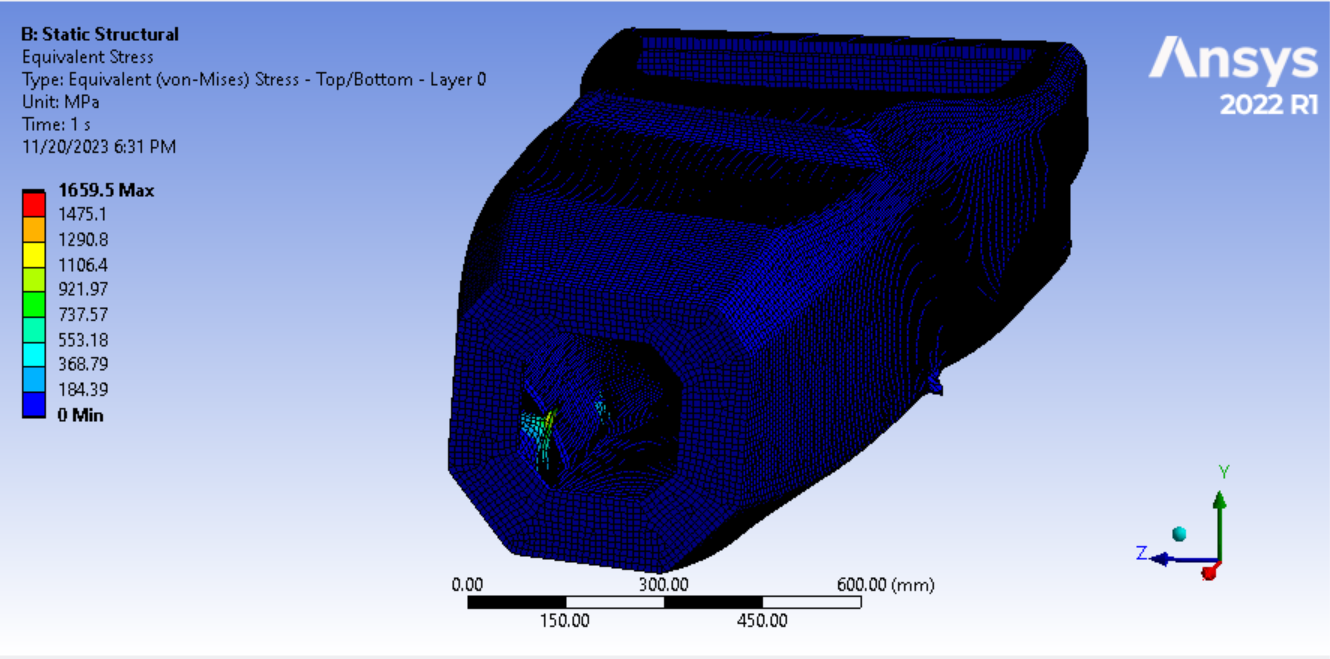 B: Static Structural
Equivalent Stress
Type: Equivalent (von-Mises) Stress - Top/Bottom - Layer 0
Unit: MPa
Time: 1 s
11/20/2023 6:31 PM
1659.5 Max
1475.1
1290.8
1106.4
921.97
737.57
553.18
368.79
184.39
0 Min
Ansys
2022 R1
Y
Z
0.00 300.00 600.00 (mm)
150.00 450.00